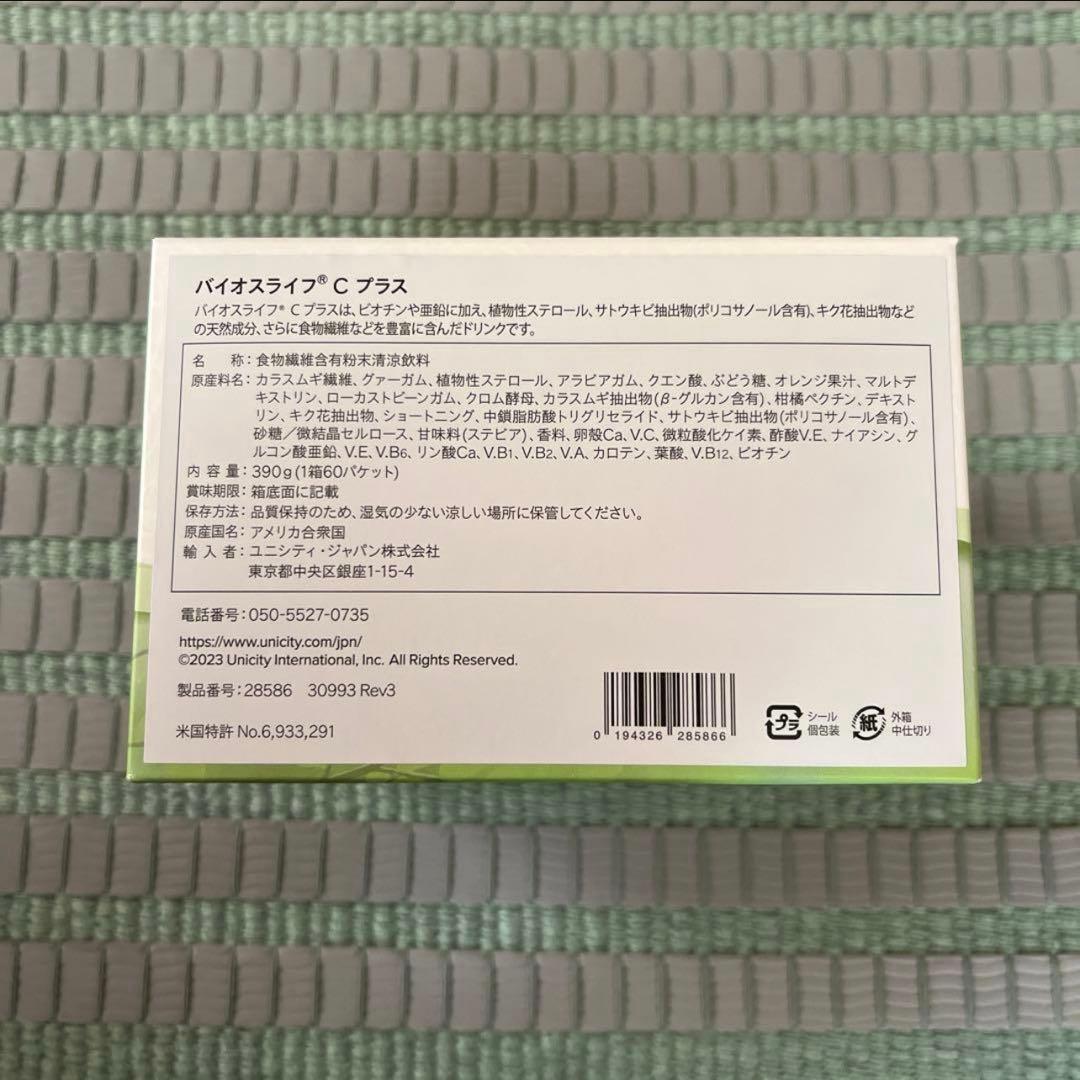 バイオスライフ® C プラス
バイオスライフ® C プラスは、ビオチンや亜鉛に加え、植物性ステロール、サトウキビ抽出物(ポリコサノール含有)、キク花抽出物など
の天然成分、さらに食物繊維などを豊富に含んだドリンクです。
名　　称：食物繊維含有粉末清涼飲料
原産料名：カラスムギ繊維、グァーガム、植物性ステロール、アラビアガム、クエン酸、ぶどう糖、オレンジ果汁、マルトデ
キストリン、ローカストビーンガム、クロム酵母、カラスムギ抽出物(β-グルカン含有)、柑橘ペクチン、デキスト
リン、キク花抽出物、ショートニング、中鎖脂肪酸トリグリセライド、サトウキビ抽出物(ポリコサノール含有)、
砂糖／微結晶セルロース、甘味料(ステビア)、香料、卵殻Ca、V.C、微粒酸化ケイ素、酢酸V.E、ナイアシン、グ
ルコン酸亜鉛、V.E、V.B6、リン酸Ca、V.B1、V.B2、V.A、カロテン、葉酸、V.B12、ビオチン
内 容 量：390g(1箱60パケット)
賞味期限：箱底面に記載
保存方法：品質保持のため、湿気の少ない涼しい場所に保管してください。
原産国名：アメリカ合衆国
輸 入 者：ユニシティ・ジャパン株式会社
東京都中央区銀座1-15-4
電話番号：050-5527-0735
https://www.unicity.com/jpn/
©2023 Unicity International, Inc. All Rights Reserved.
製品番号：28586　30993 Rev3
米国特許 No.6,933,291
0 194326 285866
プラ シール
個包装
紙 外箱
中仕切り